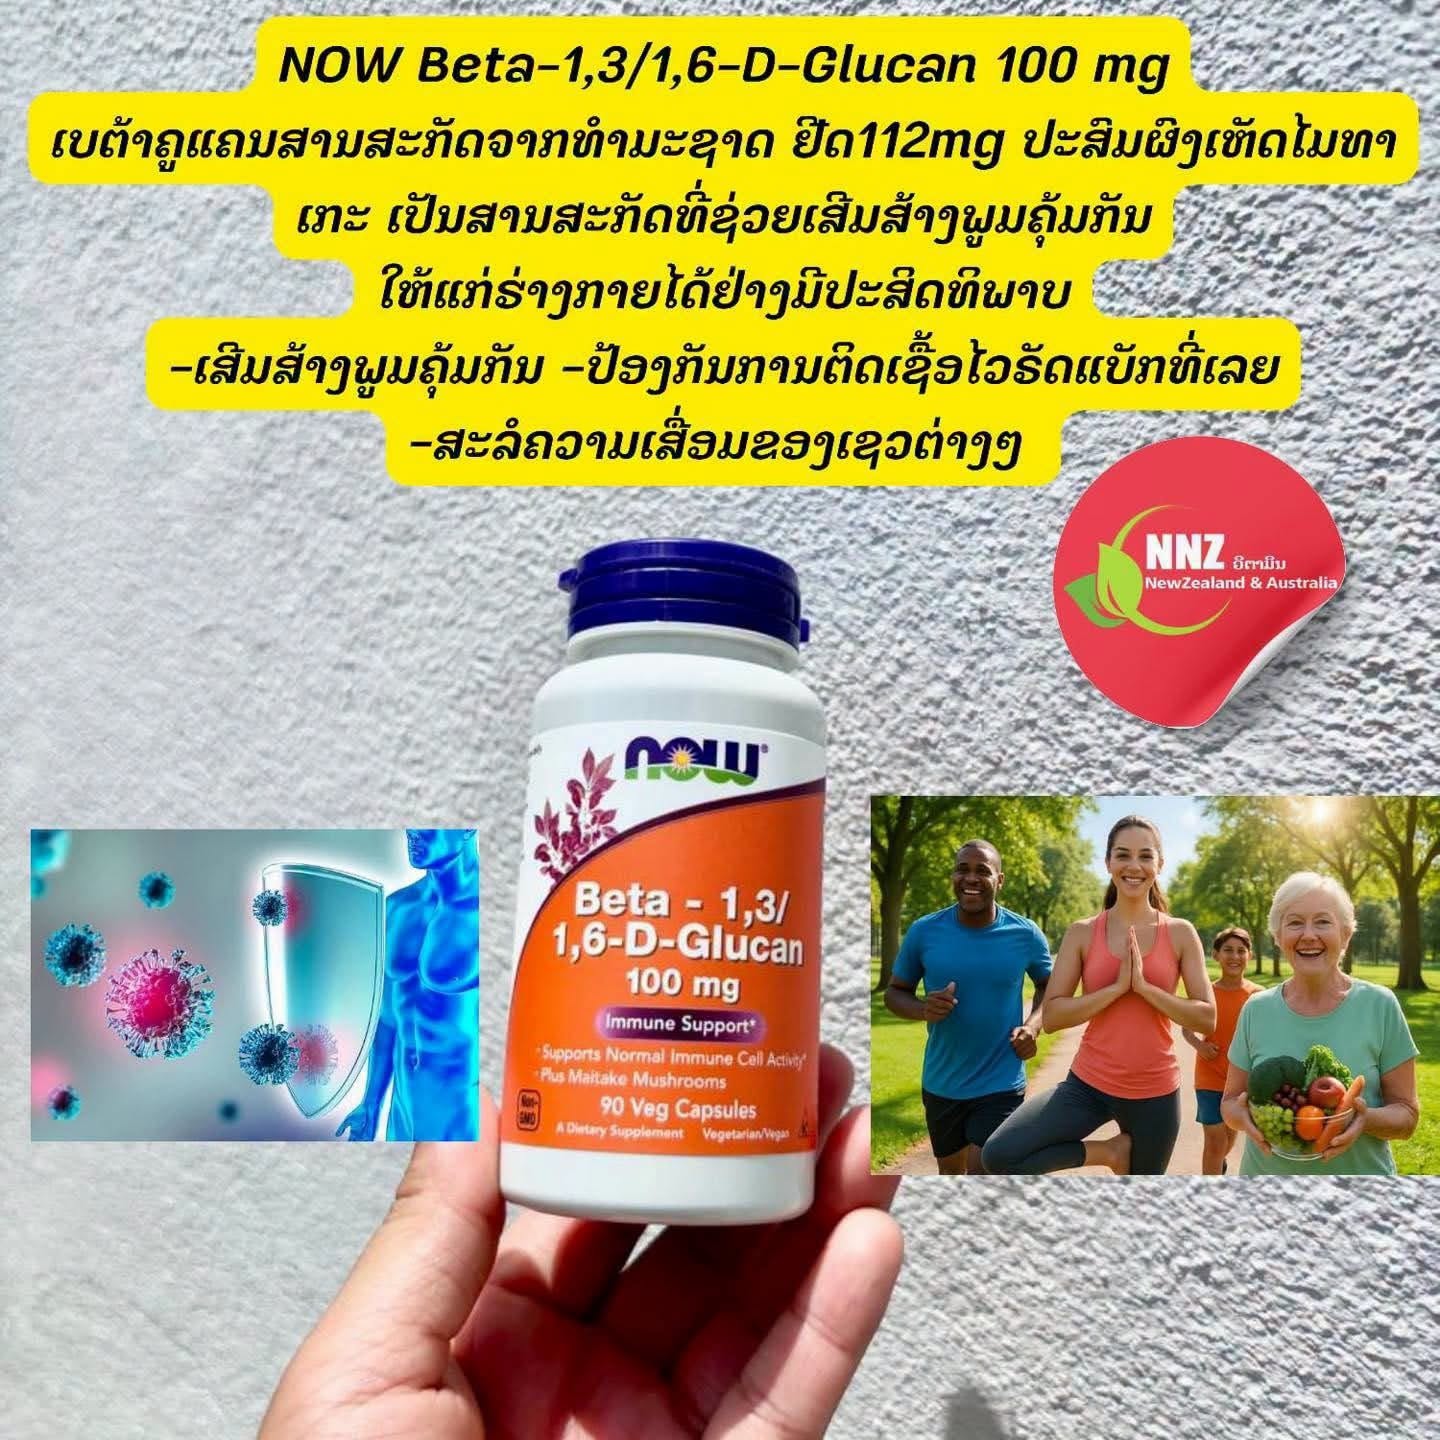 NOW Beta-1,3/1,6-D-Glucan 100 mg
ເບຕ້າຄູແຄນສານສະກັດຈາກທຳມະຊາດ ຢີດ112mg ປະສົມຜົງເຫັດໄມທາ
ເກະ ເປັນສານສະກັດທີ່ຊ່ວຍເສີມສ້າງພູມຄຸ້ມກັນ
ໃຫ້ແກ່ຮ່າງກາຍໄດ້ຢ່າງມີປະສິດທິພາບ
-ເສີມສ້າງພູມຄຸ້ມກັນ -ປ້ອງກັນການຕິດເຊື້ອໄວຣັດແບັກທີ່ເລຍ
-ສະລໍຄວາມເສື່ອມຂອງເຊວຕ່າງໆ
NNZ ວິຕາມິນ
NewZealand & Australia
now®
Beta - 1,3/
1,6-D-Glucan
100 mg
Immune Support*
• Supports Normal Immune Cell Activity*
• Plus Maitake Mushrooms
Non-
GMO
90 Veg Capsules
A Dietary Supplement Vegetarian/Vegan